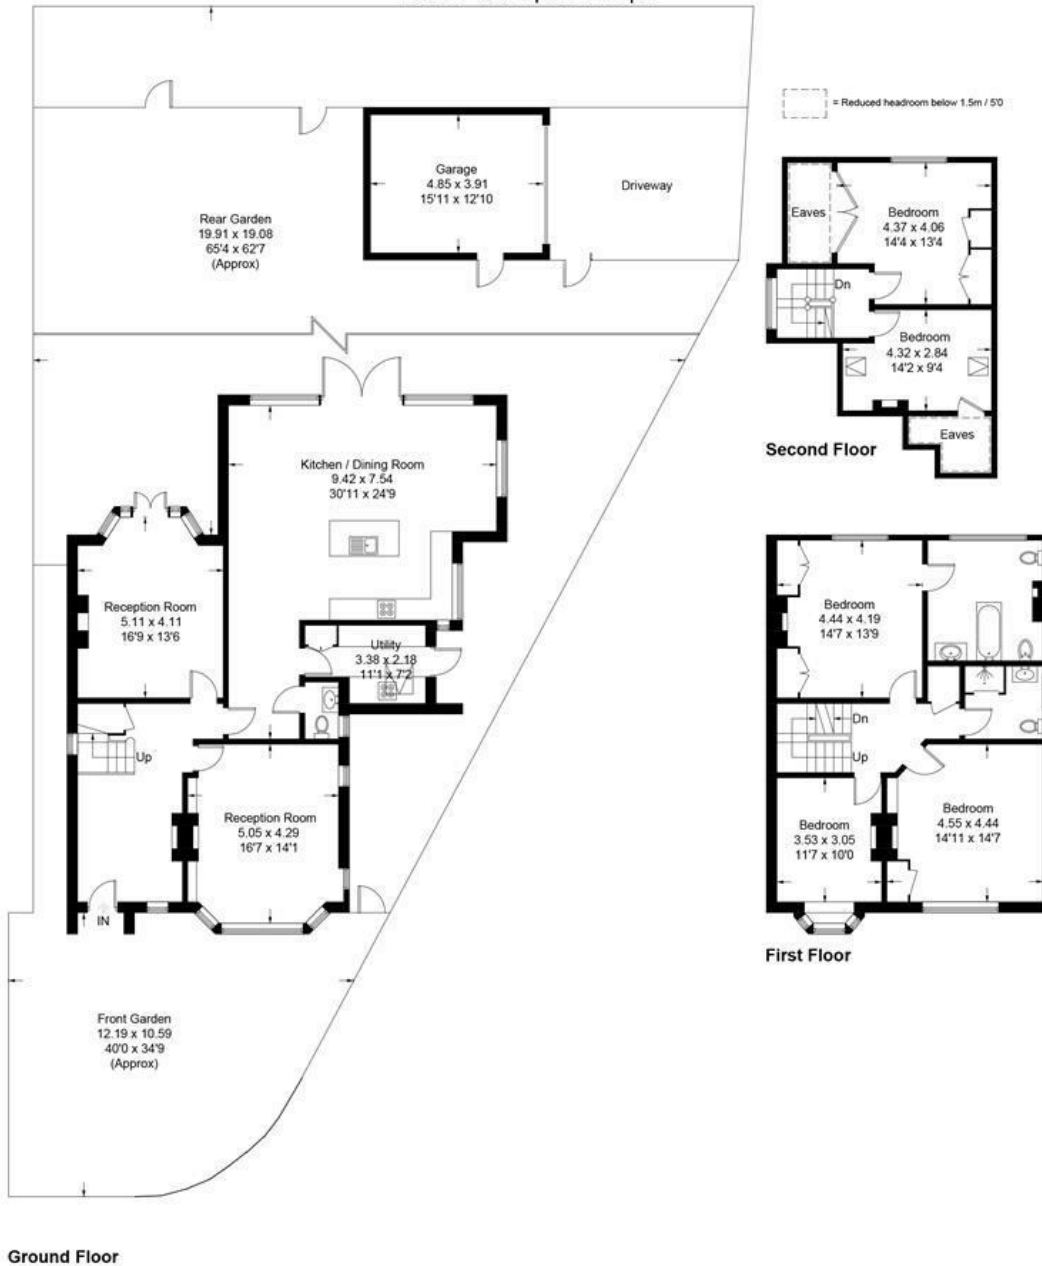 = Reduced headroom below 1.5m / 5'0
Garage
4.85 x 3.91
15'11 x 12'10
Driveway
Rear Garden
19.91 x 19.08
65'4 x 62'7
(Approx)
Eaves
Bedroom
4.37 x 4.06
14'4 x 13'4
Dn
Bedroom
4.32 x 2.84
14'2 x 9'4
Eaves
Second Floor
Kitchen / Dining Room
9.42 x 7.54
30'11 x 24'9
Reception Room
5.11 x 4.11
16'9 x 13'6
Utility
3.38 x 2.18
11'1 x 7'2
Up
Reception Room
5.05 x 4.29
16'7 x 14'1
IN
Bedroom
4.44 x 4.19
14'7 x 13'9
Dn
Up
Bedroom
3.53 x 3.05
11'7 x 10'0
Bedroom
4.55 x 4.44
14'11 x 14'7
First Floor
Front Garden
12.19 x 10.59
40'0 x 34'9
(Approx)
Ground Floor